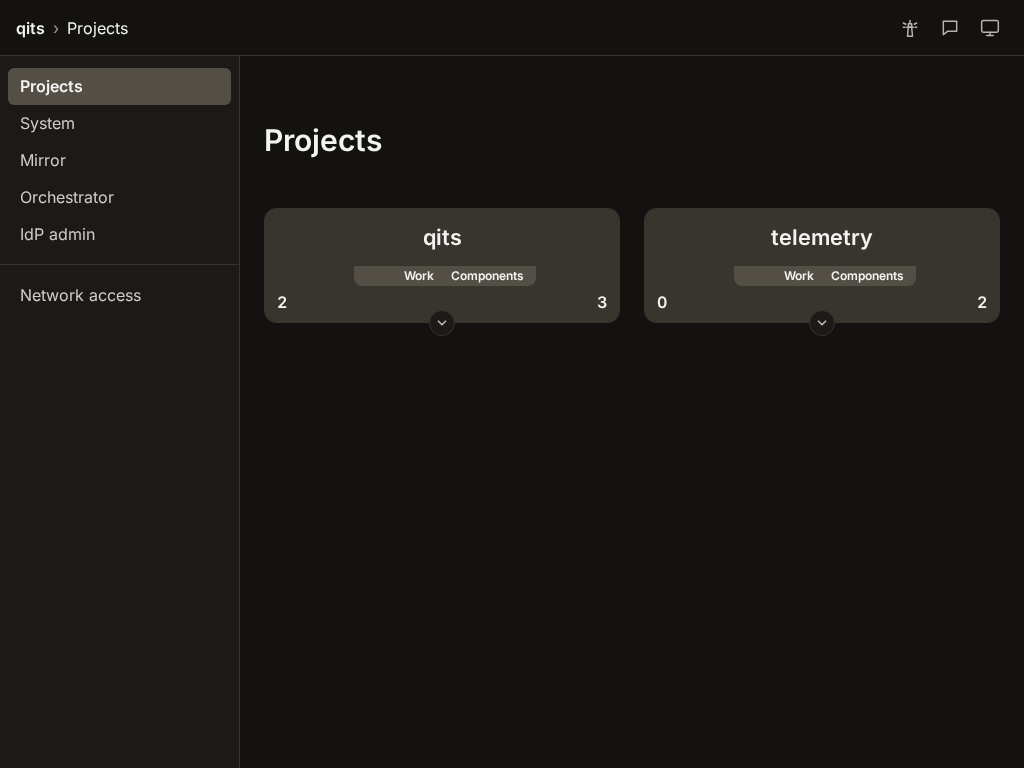 qits › Projects
Projects
System
Mirror
Orchestrator
IdP admin
Network access
Projects
qits
Work Components
2 3
telemetry
Work Components
0 2